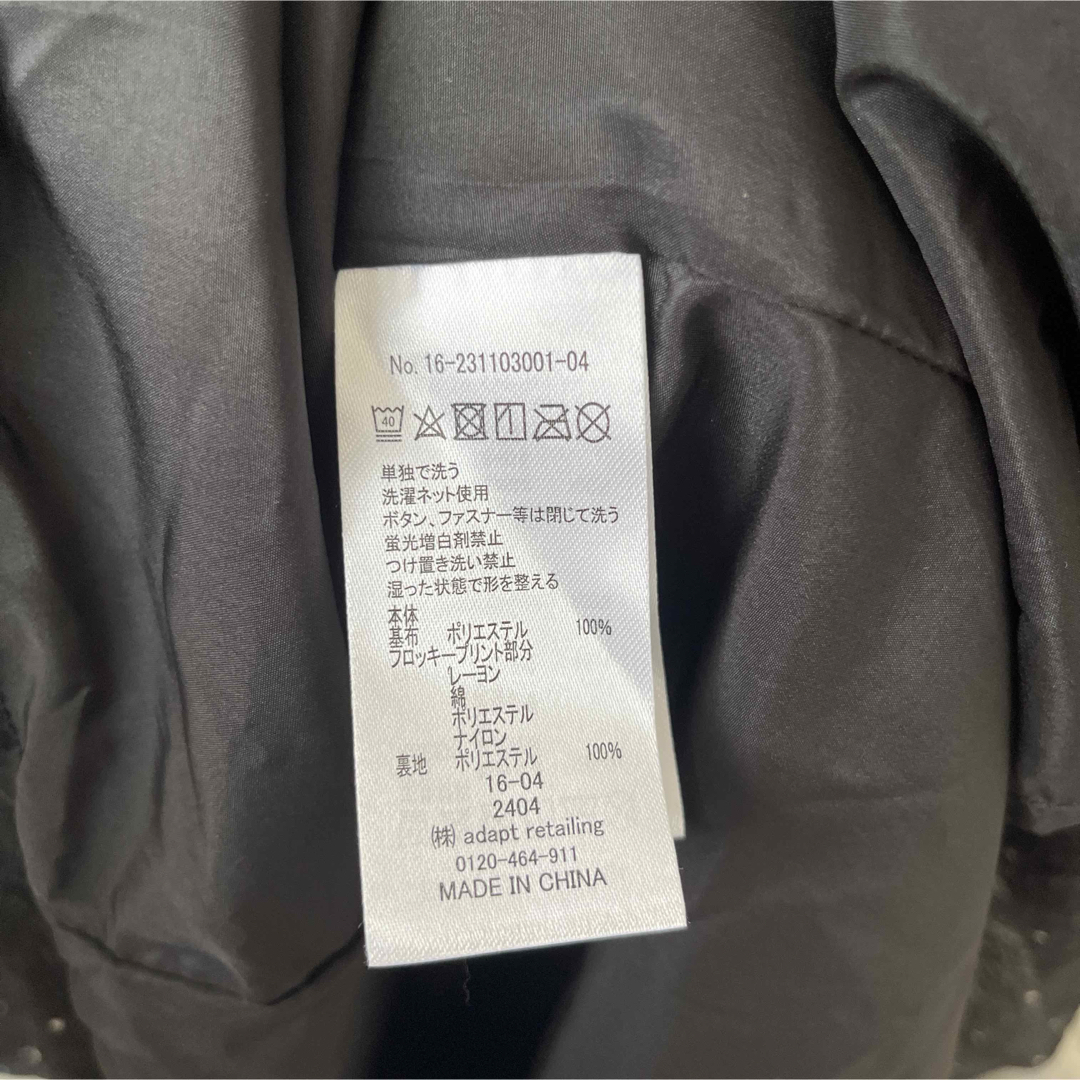 No. 16-231103001-04
40
単独で洗う
洗濯ネット使用
ボタン、ファスナー等は閉じて洗う
蛍光増白剤禁止
つけ置き洗い禁止
湿った状態で形を整える
本体
基布 ポリエステル 100%
フロッキープリント部分
レーヨン
綿
ポリエステル
ナイロン
裏地 ポリエステル 100%
16-04
2404
(株) adapt retailing
0120-464-911
MADE IN CHINA